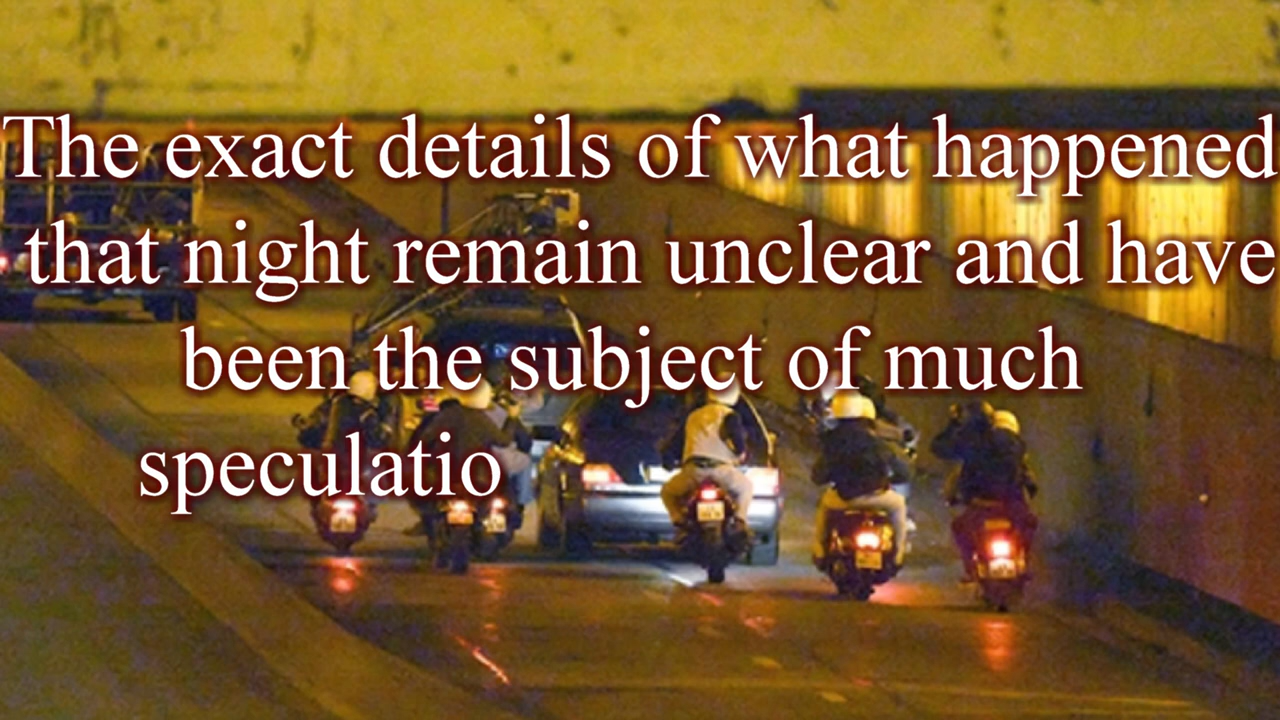 The exact details of what happened
that night remain unclear and have
been the subject of much
speculatio